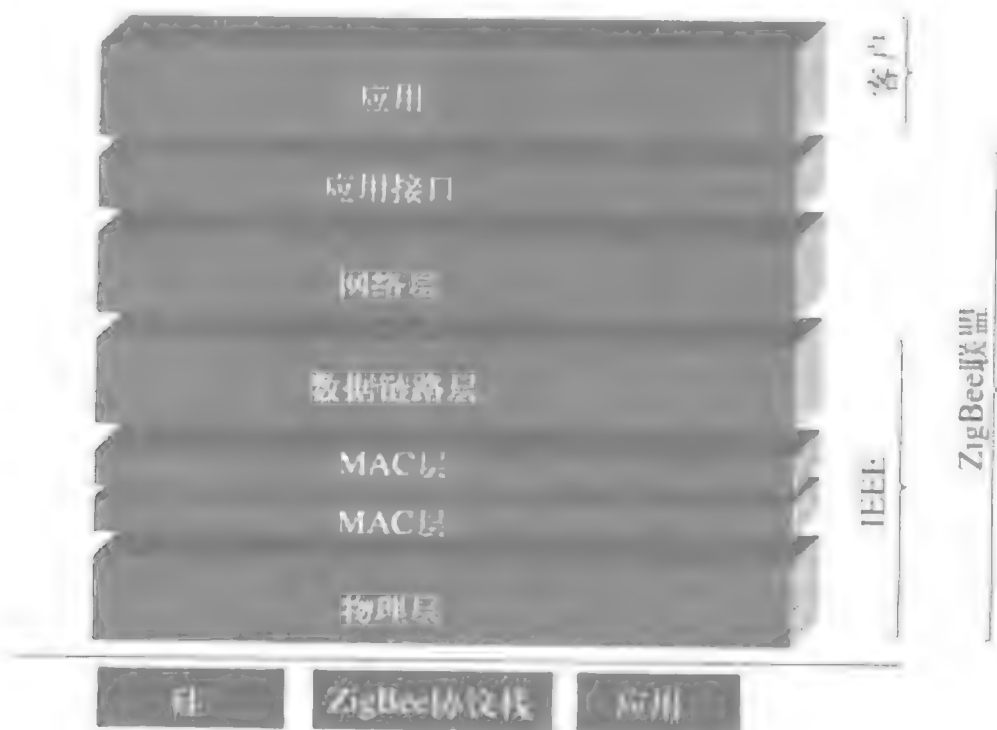 应用
客户
应用接口
网络层
数据链路层
MAC层
MAC层
物理层
IEEE
ZigBee联盟
硅
ZigBee协议栈
应用